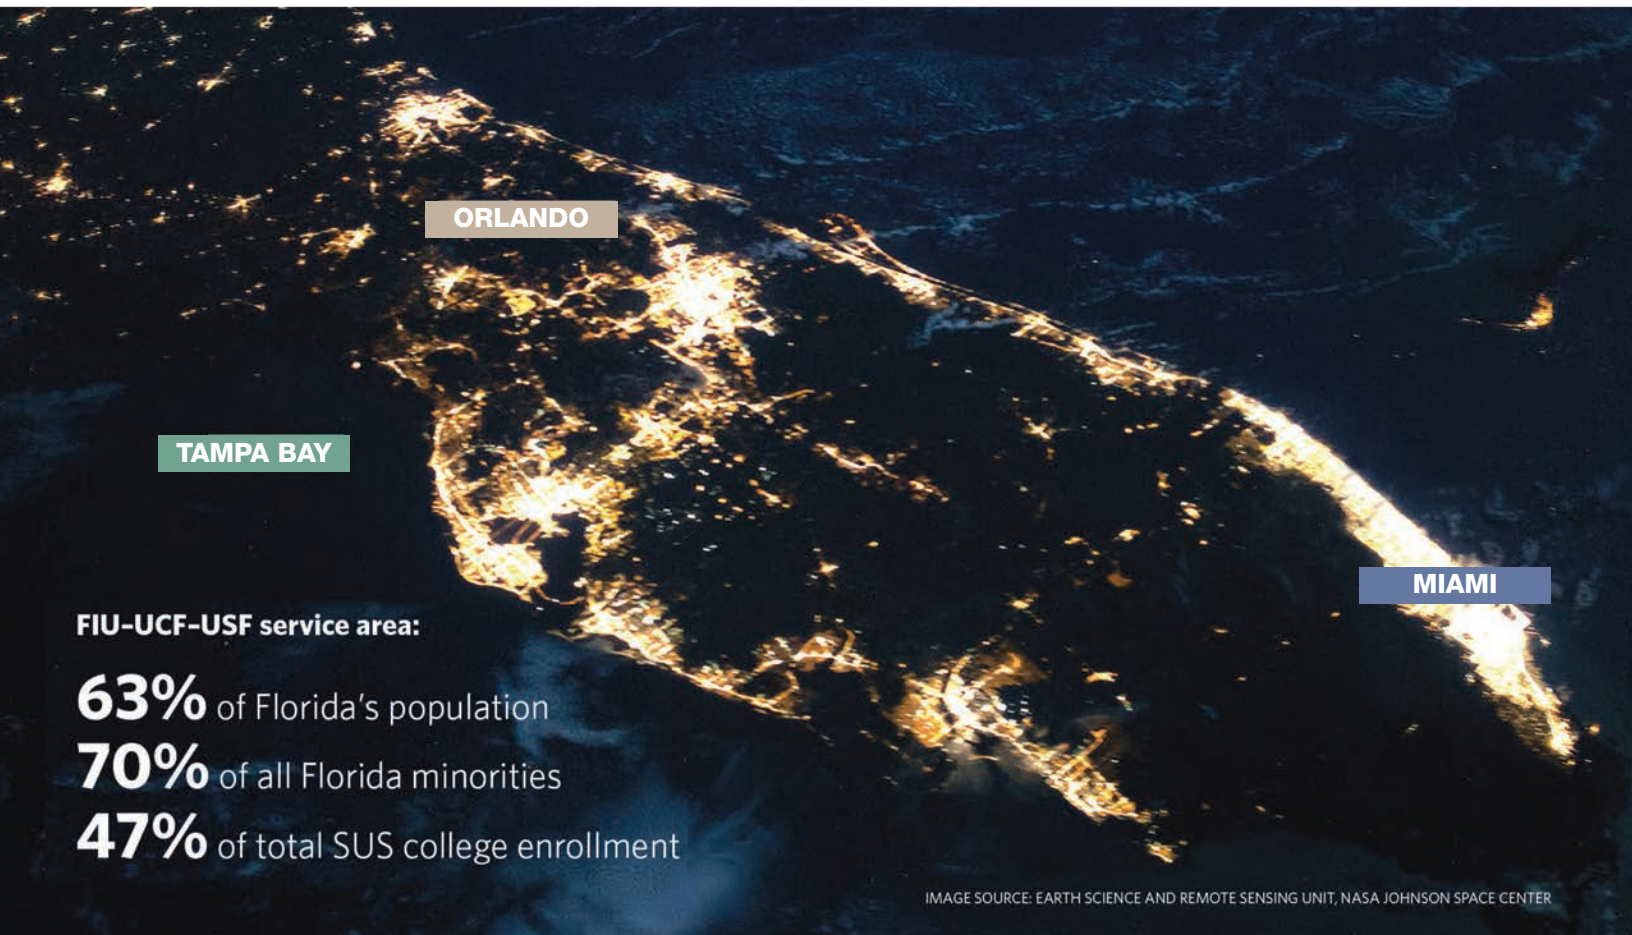 ORLANDO
TAMPA BAY
MIAMI
FIU–UCF–USF service area:
63% of Florida's population
70% of all Florida minorities
47% of total SUS college enrollment
IMAGE SOURCE: EARTH SCIENCE AND REMOTE SENSING UNIT, NASA JOHNSON SPACE CENTER